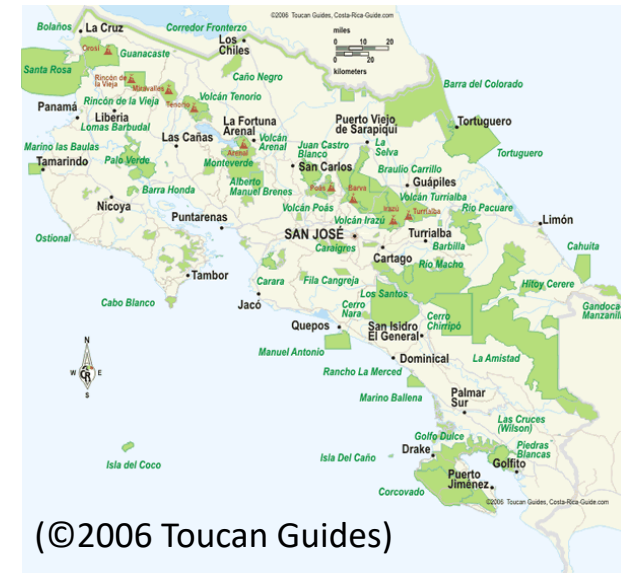 ©2006 Toucan Guides, Costa-Rica-Guide.com
miles
0 10 20
0 20
kilometers
Bolaños
La Cruz
Corredor Fronterzo
Los
Chiles
Orosi
Guanacaste
Santa Rosa
Caño Negro
Rincón de
la Vieja
Miravalles
Tenorio
Barra del Colorado
Panamá
Rincón de la Vieja
Volcán Tenorio
Liberia
Lomas Barbudal
La Fortuna
Arenal
Puerto Viejo
de Sarapiquí
Tortuguero
Las Cañas
Volcán
Arenal
Juan Castro
Blanco
La
Selva
Marino las Baulas
Tamarindo
Palo Verde
Arenal
Monteverde
San Carlos
Braulio Carrillo
Tortuguero
Alberto
Manuel Brenes
Poás
Barva
Guápiles
Barra Honda
Volcán Turrialba
Nicoya
Volcán Poás
Irazú
Turrialba
Río Pacuare
Puntarenas
Volcán Irazú
Limón
SAN JOSÉ
Turrialba
Ostional
Caraigres
Barbilla
Cahuita
Cartago
Río Macho
Tambor
Carara
Fila Cangreja
Los Santos
Hitoy Cerere
Cabo Blanco
Jacó
Cerro
Nara
Gandoca
Manzanill
Quepos
San Isidro
El General
Cerro
Chirripó
N
W
E
S
CR
Manuel Antonio
Dominical
La Amistad
Rancho La Merced
Marino Ballena
Palmar
Sur
Las Cruces
(Wilson)
Golfo Dulce
Piedras
Blancas
Isla del Coco
Isla Del Caño
Drake
Golfito
Puerto
Jiménez
Corcovado
©2006 Toucan Guides, Costa-Rica-Guide.com
(©2006 Toucan Guides)